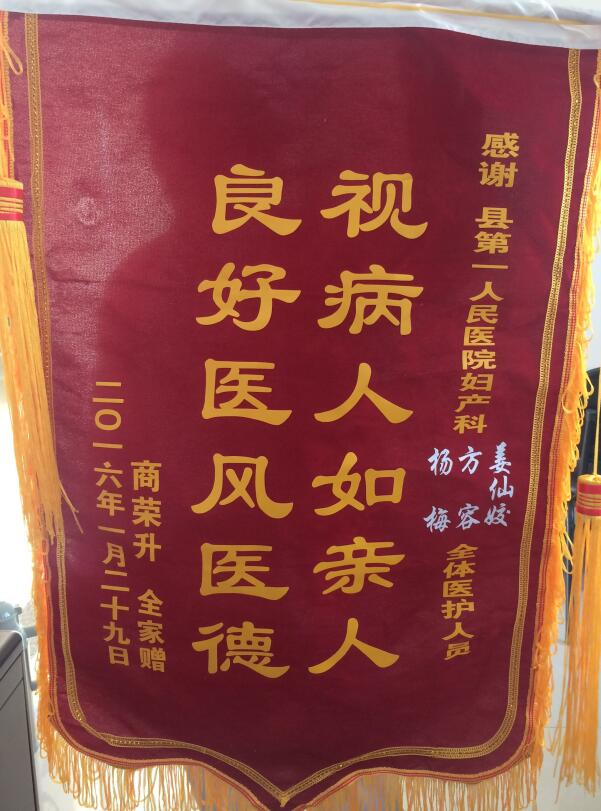 感谢 县第一人民医院妇产科
姜仙姣
方 容
杨 梅
全体医护人员
视病人如亲人
良好医风医德
商荣升 全家赠
二〇一六年一月二十九日